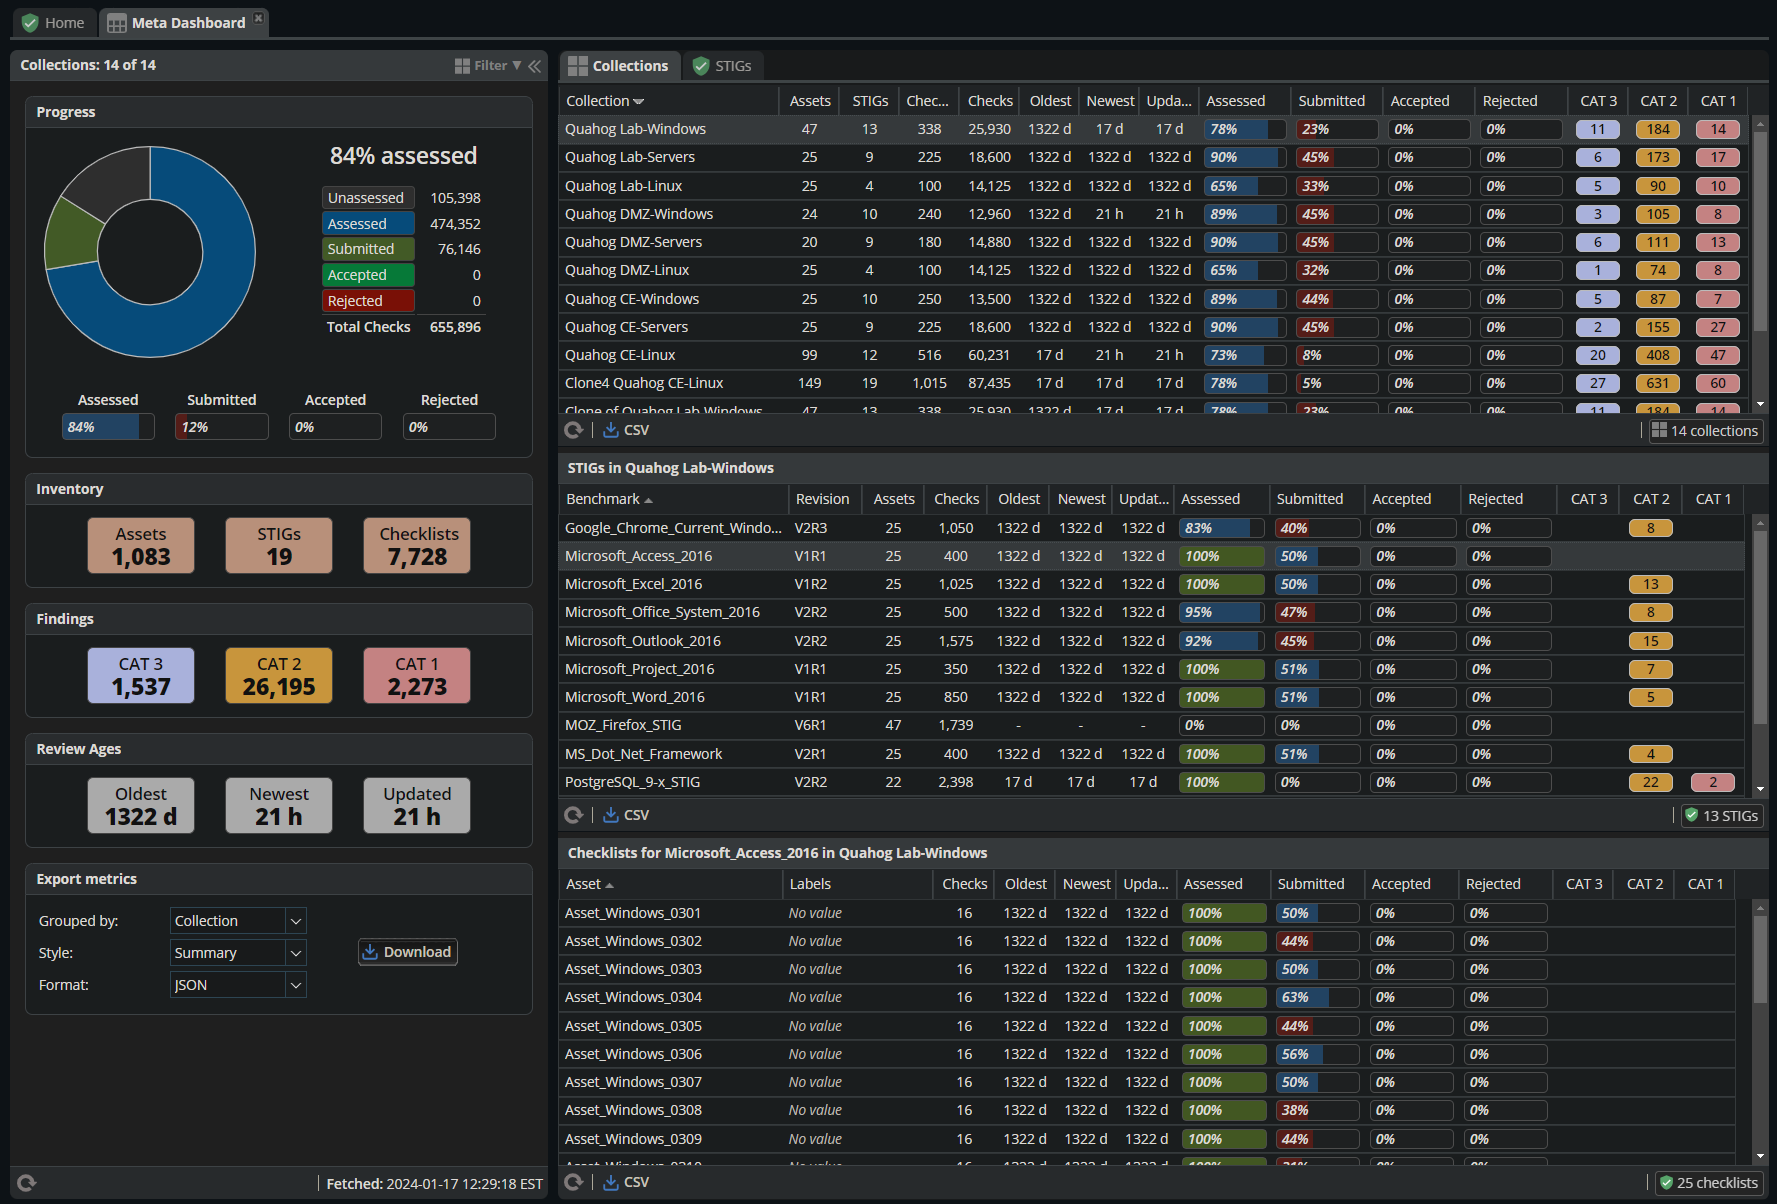 Home
Meta Dashboard
Collections: 14 of 14
Filter
Progress
84% assessed
Unassessed 105,398
Assessed 474,352
Submitted 76,146
Accepted 0
Rejected 0
Total Checks 655,896
Assessed Submitted Accepted Rejected
84% 12% 0% 0%
Inventory
Assets STIGs Checklists
1,083 19 7,728
Findings
CAT 3 CAT 2 CAT 1
1,537 26,195 2,273
Review Ages
Oldest Newest Updated
1322 d 21 h 21 h
Export metrics
Grouped by: Collection
Style: Summary
Download
Format: JSON
Fetched: 2024-01-17 12:29:18 EST
Collections STIGs
Collection Assets STIGs Chec... Checks Oldest Newest Upda... Assessed Submitted Accepted Rejected CAT 3 CAT 2 CAT 1
Quahog Lab-Windows 47 13 338 25,930 1322 d 17 d 17 d 78% 23% 0% 0% 11 184 14
Quahog Lab-Servers 25 9 225 18,600 1322 d 1322 d 1322 d 90% 45% 0% 0% 6 173 17
Quahog Lab-Linux 25 4 100 14,125 1322 d 1322 d 1322 d 65% 33% 0% 0% 5 90 10
Quahog DMZ-Windows 24 10 240 12,960 1322 d 21 h 21 h 89% 45% 0% 0% 3 105 8
Quahog DMZ-Servers 20 9 180 14,880 1322 d 1322 d 1322 d 90% 45% 0% 0% 6 111 13
Quahog DMZ-Linux 25 4 100 14,125 1322 d 1322 d 1322 d 65% 32% 0% 0% 1 74 8
Quahog CE-Windows 25 10 250 13,500 1322 d 1322 d 1322 d 89% 44% 0% 0% 5 87 7
Quahog CE-Servers 25 9 225 18,600 1322 d 1322 d 1322 d 90% 45% 0% 0% 2 155 27
Quahog CE-Linux 99 12 516 60,231 17 d 21 h 21 h 73% 8% 0% 0% 20 408 47
Clone4 Quahog CE-Linux 149 19 1,015 87,435 17 d 17 d 17 d 78% 5% 0% 0% 27 631 60
Clone of Quahog Lab Windows 47 13 338 25,930 1322 d 17 d 17 d 78% 23% 0% 0% 11 184 14
CSV
14 collections
STIGs in Quahog Lab-Windows
Benchmark Revision Assets Checks Oldest Newest Updat... Assessed Submitted Accepted Rejected CAT 3 CAT 2 CAT 1
Google_Chrome_Current_Windo... V2R3 25 1,050 1322 d 1322 d 1322 d 83% 40% 0% 0% 8
Microsoft_Access_2016 V1R1 25 400 1322 d 1322 d 1322 d 100% 50% 0% 0%
Microsoft_Excel_2016 V1R2 25 1,025 1322 d 1322 d 1322 d 100% 50% 0% 0% 13
Microsoft_Office_System_2016 V2R2 25 500 1322 d 1322 d 1322 d 95% 47% 0% 0% 8
Microsoft_Outlook_2016 V2R2 25 1,575 1322 d 1322 d 1322 d 92% 45% 0% 0% 15
Microsoft_Project_2016 V1R1 25 350 1322 d 1322 d 1322 d 100% 51% 0% 0% 7
Microsoft_Word_2016 V1R1 25 850 1322 d 1322 d 1322 d 100% 51% 0% 0% 5
MOZ_Firefox_STIG V6R1 47 1,739 - - - 0% 0% 0% 0%
MS_Dot_Net_Framework V2R1 25 400 1322 d 1322 d 1322 d 100% 51% 0% 0% 4
PostgreSQL_9-x_STIG V2R2 22 2,398 17 d 17 d 17 d 100% 0% 0% 0% 22 2
CSV
13 STIGs
Checklists for Microsoft_Access_2016 in Quahog Lab-Windows
Asset Labels Checks Oldest Newest Upda... Assessed Submitted Accepted Rejected CAT 3 CAT 2 CAT 1
Asset_Windows_0301 No value 16 1322 d 1322 d 1322 d 100% 50% 0% 0%
Asset_Windows_0302 No value 16 1322 d 1322 d 1322 d 100% 44% 0% 0%
Asset_Windows_0303 No value 16 1322 d 1322 d 1322 d 100% 50% 0% 0%
Asset_Windows_0304 No value 16 1322 d 1322 d 1322 d 100% 63% 0% 0%
Asset_Windows_0305 No value 16 1322 d 1322 d 1322 d 100% 44% 0% 0%
Asset_Windows_0306 No value 16 1322 d 1322 d 1322 d 100% 56% 0% 0%
Asset_Windows_0307 No value 16 1322 d 1322 d 1322 d 100% 50% 0% 0%
Asset_Windows_0308 No value 16 1322 d 1322 d 1322 d 100% 38% 0% 0%
Asset_Windows_0309 No value 16 1322 d 1322 d 1322 d 100% 44% 0% 0%
CSV
25 checklists